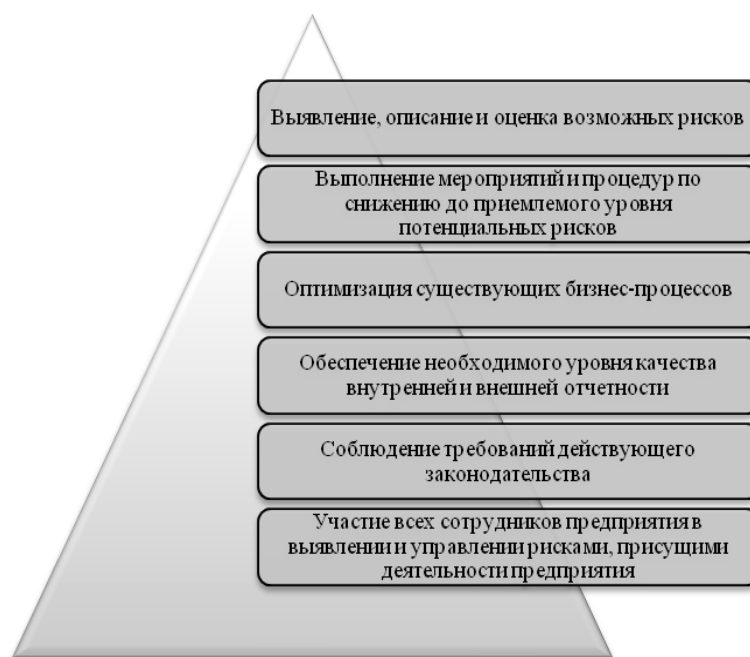 Выявление, описание и оценка возможных рисков
Выполнение мероприятий и процедур по
снижению до приемлемого уровня
потенциальных рисков
Оптимизация существующих бизнес-процессов
Обеспечение необходимого уровня качества
внутренней и внешней отчетности
Соблюдение требований действующего
законодательства
Участие всех сотрудников предприятия в
выявлении и управлении рисками, присущими
деятельности предприятия